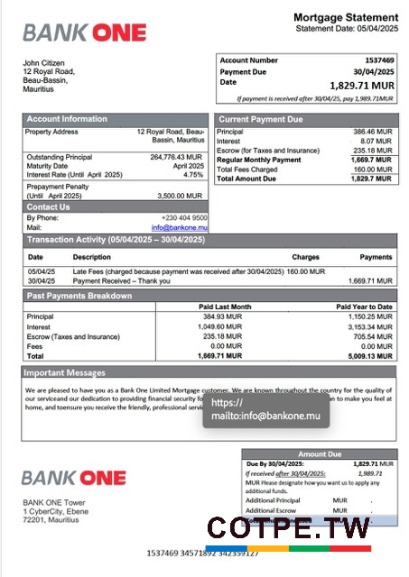 BANK ONE
Mortgage Statement
Statement Date: 05/04/2025
John Citizen
12 Royal Road,
Beau-Bassin,
Mauritius
Account Number 1537469
Payment Due 30/04/2025
Date 1,829.71 MUR
If payment is received after 30/04/25, pay 1,989.71MUR
Account Information
Property Address 12 Royal Road, Beau-
Bassin, Mauritius
Outstanding Principal 264,776.43 MUR
Maturity Date April 2025
Interest Rate (Until April 2025) 4.75%
Prepayment Penalty
(Until April 2025) 3,500.00 MUR
Contact Us
By Phone: +230 404 9500
Mail: info@bankone.mu
Current Payment Due
Principal 386.46 MUR
Interest 8.07 MUR
Escrow (for Taxes and Insurance) 235.18 MUR
Regular Monthly Payment 1,669.7 MUR
Total Fees Charged 160.00 MUR
Total Amount Due 1,829.7 MUR
Transaction Activity (05/04/2025 – 30/04/2025)
Date Description Charges Payments
05/04/25 Late Fees (charged because payment was received after 30/04/2025) 160.00 MUR
30/04/25 Payment Received – Thank you 1,669.71 MUR
Past Payments Breakdown
Paid Last Month Paid Year to Date
Principal 384.93 MUR 1,150.25 MUR
Interest 1,049.60 MUR 3,153.34 MUR
Escrow (Taxes and Insurance) 235.18 MUR 705.54 MUR
Fees 0.00 MUR 0.00 MUR
Total 1,669.71 MUR 5,009.13 MUR
Important Messages
We are pleased to have you as a Bank One Limited Mortgage customer. We are known throughout the country for the quality of
our serviceand our dedication to providing financial security fo an to make you feel at
home, and toensure you receive the friendly, professional servic
https://
mailto:info@bankone.mu
BANK ONE
BANK ONE Tower
1 CyberCity, Ebene
72201, Mauritius
Amount Due
Due By 30/04/2025: 1,829.71 MUR
if received after 30/04/2025: 1,989.71
MUR Please designate how you want us to apply any
additional funds.
Additional Principal MUR .
Additional Escrow MUR .
MUR .
COTPE.TW
1537469 34571892 342359127